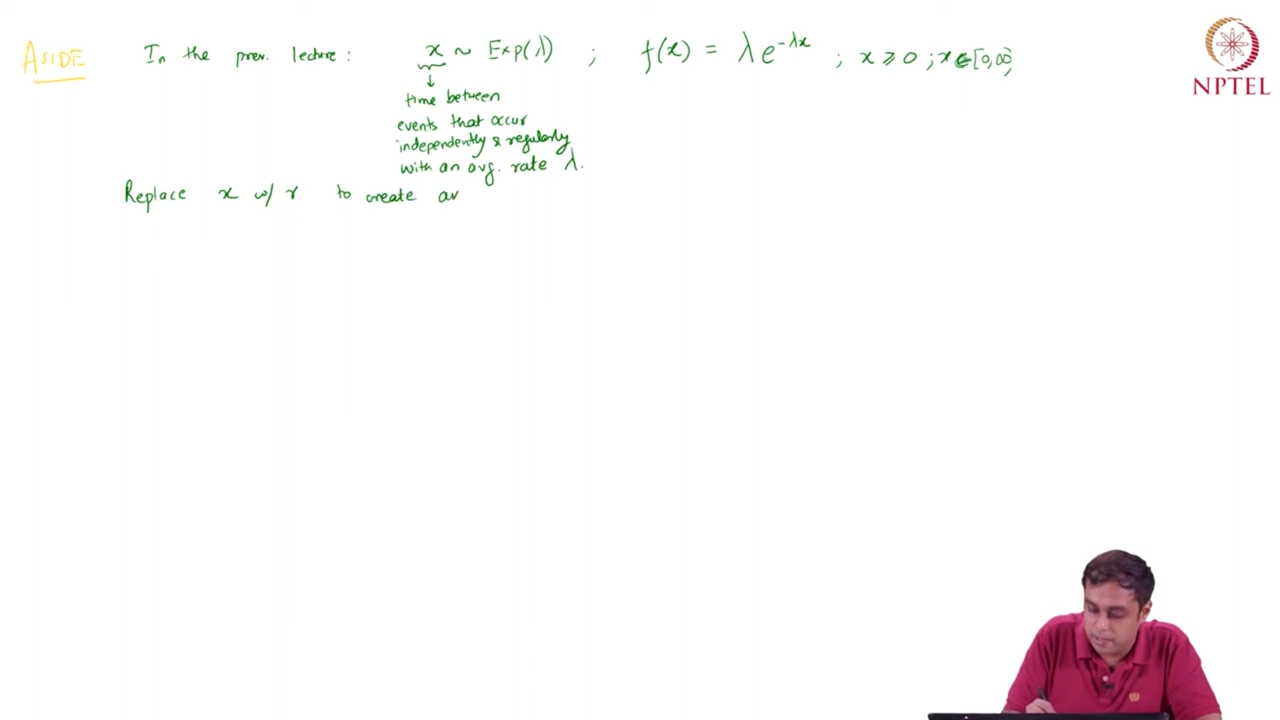 ASIDE In the prev. lecture : x ~ Exp(λ) ; f(x) = λe^{-λx} ; x ≥ 0 ; x ∈ [0,∞)
time between
events that occur
independently & regularly
with an avg. rate λ.
Replace x w/ r to create an
NPTEL